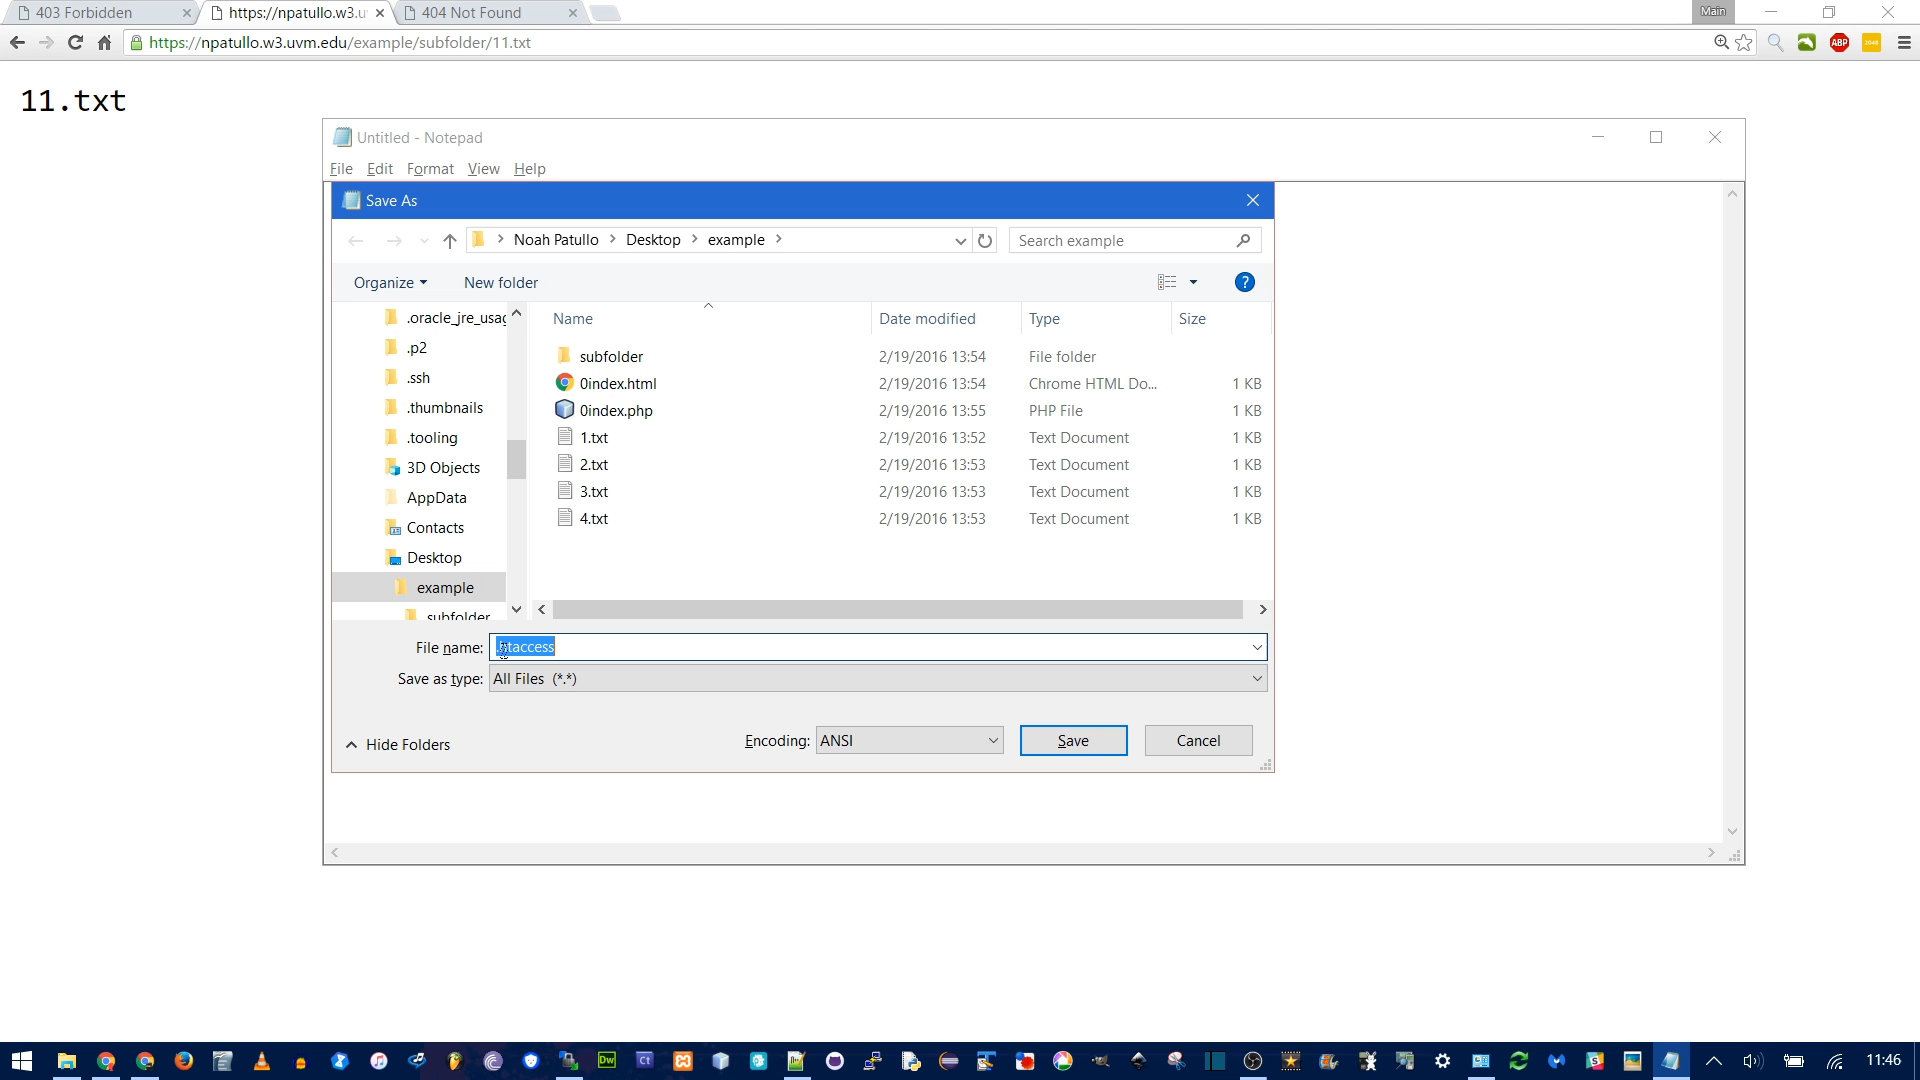 403 Forbidden
https://npatullo.w3.u
404 Not Found
Main
https://npatullo.w3.uvm.edu/example/subfolder/11.txt
ABP
2048
11.txt
Untitled - Notepad
File Edit Format View Help
Save As
Noah Patullo > Desktop > example >
Search example
Organize
New folder
?
.oracle_jre_usag
.p2
.ssh
.thumbnails
.tooling
3D Objects
AppData
Contacts
Desktop
example
subfolder
Name Date modified Type Size
subfolder 2/19/2016 13:54 File folder
0index.html 2/19/2016 13:54 Chrome HTML Do... 1 KB
0index.php 2/19/2016 13:55 PHP File 1 KB
1.txt 2/19/2016 13:52 Text Document 1 KB
2.txt 2/19/2016 13:53 Text Document 1 KB
3.txt 2/19/2016 13:53 Text Document 1 KB
4.txt 2/19/2016 13:53 Text Document 1 KB
File name: .htaccess
Save as type: All Files (*.*)
Hide Folders
Encoding: ANSI
Save
Cancel
Dw
Ct
11:46